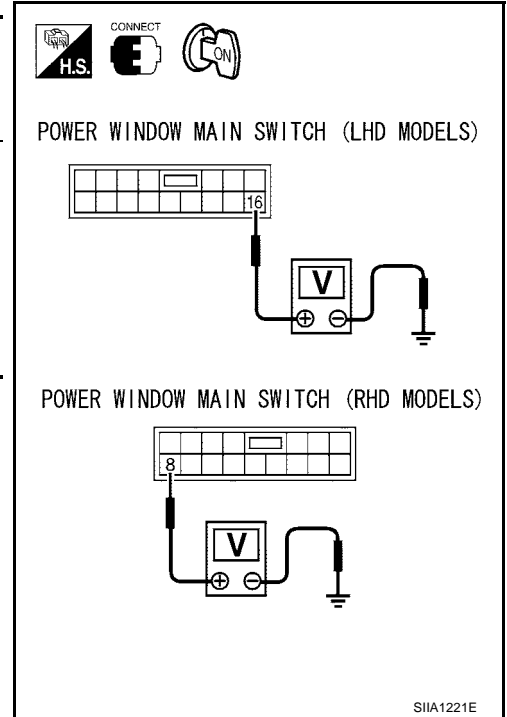 H.S.
CONNECT
ON
POWER WINDOW MAIN SWITCH (LHD MODELS)
16
V
+ −
POWER WINDOW MAIN SWITCH (RHD MODELS)
8
V
+ −
SIIA1221E